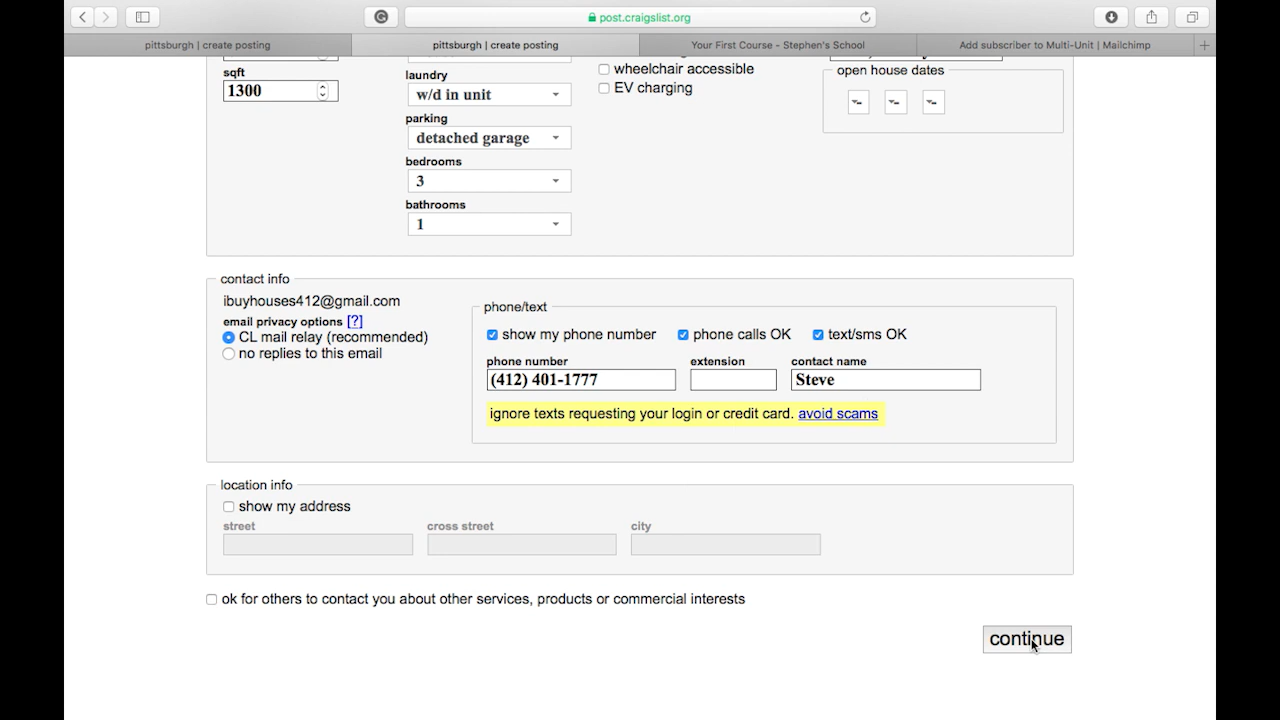 post.craigslist.org
pittsburgh | create posting
pittsburgh | create posting
Your First Course - Stephen's School
Add subscriber to Multi-Unit | Mailchimp
sqft
1300
laundry
w/d in unit
parking
detached garage
bedrooms
3
bathrooms
1
wheelchair accessible
EV charging
open house dates
contact info
ibuyhouses412@gmail.com
email privacy options [?]
CL mail relay (recommended)
no replies to this email
phone/text
show my phone number phone calls OK text/sms OK
phone number extension contact name
(412) 401-1777 Steve
ignore texts requesting your login or credit card. avoid scams
location info
show my address
street cross street city
ok for others to contact you about other services, products or commercial interests
continue